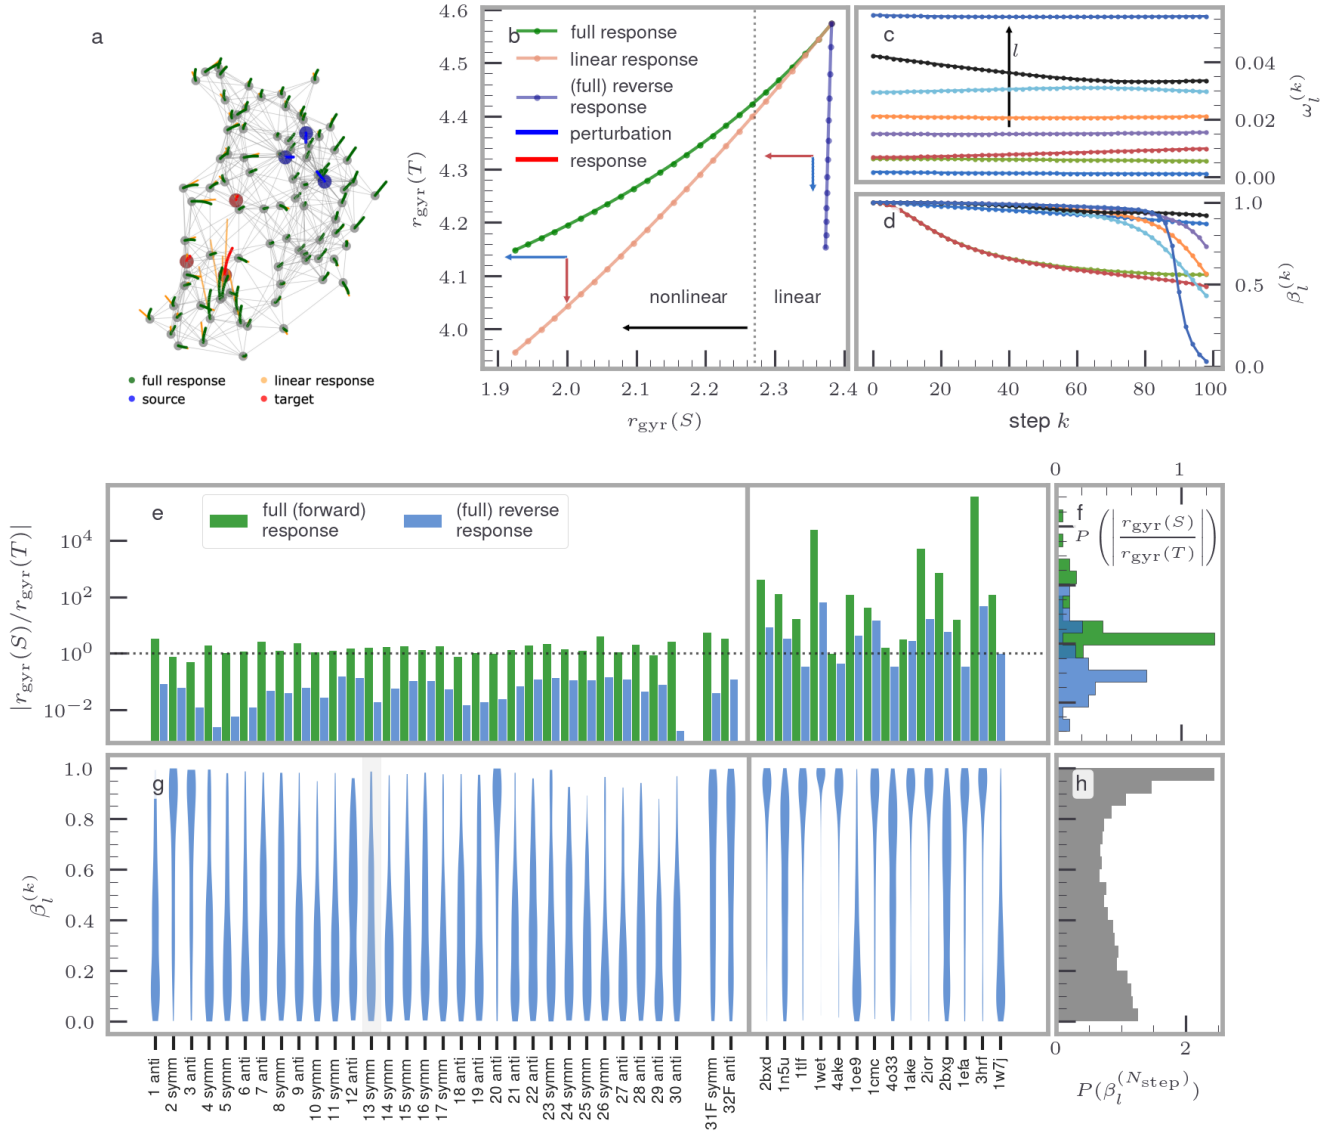 a
full response
linear response
source
target
b
full response
linear response
(full) reverse
response
perturbation
response
nonlinear
linear
4.6
4.5
4.4
4.3
4.2
4.1
4.0
r_gyr(T)
1.9
2.0
2.1
2.2
2.3
2.4
r_gyr(S)
c
l
0.04
0.02
0.00
ω_l^(k)
d
1.0
0.5
0.0
β_l^(k)
0
20
40
60
80
100
step k
e
full (forward)
response
(full) reverse
response
10^4
10^2
10^0
10^−2
|r_gyr(S)/r_gyr(T)|
0
1
f
P(|r_gyr(S)/r_gyr(T)|)
g
1.0
0.8
0.6
0.4
0.2
0.0
β_l^(k)
1 anti
2 symm
3 anti
4 symm
5 symm
6 anti
7 anti
8 symm
9 anti
10 symm
11 symm
12 anti
13 symm
14 symm
15 symm
16 symm
17 symm
18 anti
19 anti
20 anti
21 anti
22 anti
23 symm
24 symm
25 symm
26 symm
27 anti
28 anti
29 anti
30 anti
31F symm
32F anti
2bxd
1n5u
1tlf
1wet
4ake
1oe9
1cmc
4o33
1ake
2ior
2bxg
1efa
3hrf
1w7j
h
0
2
P(β_l^(N_step))